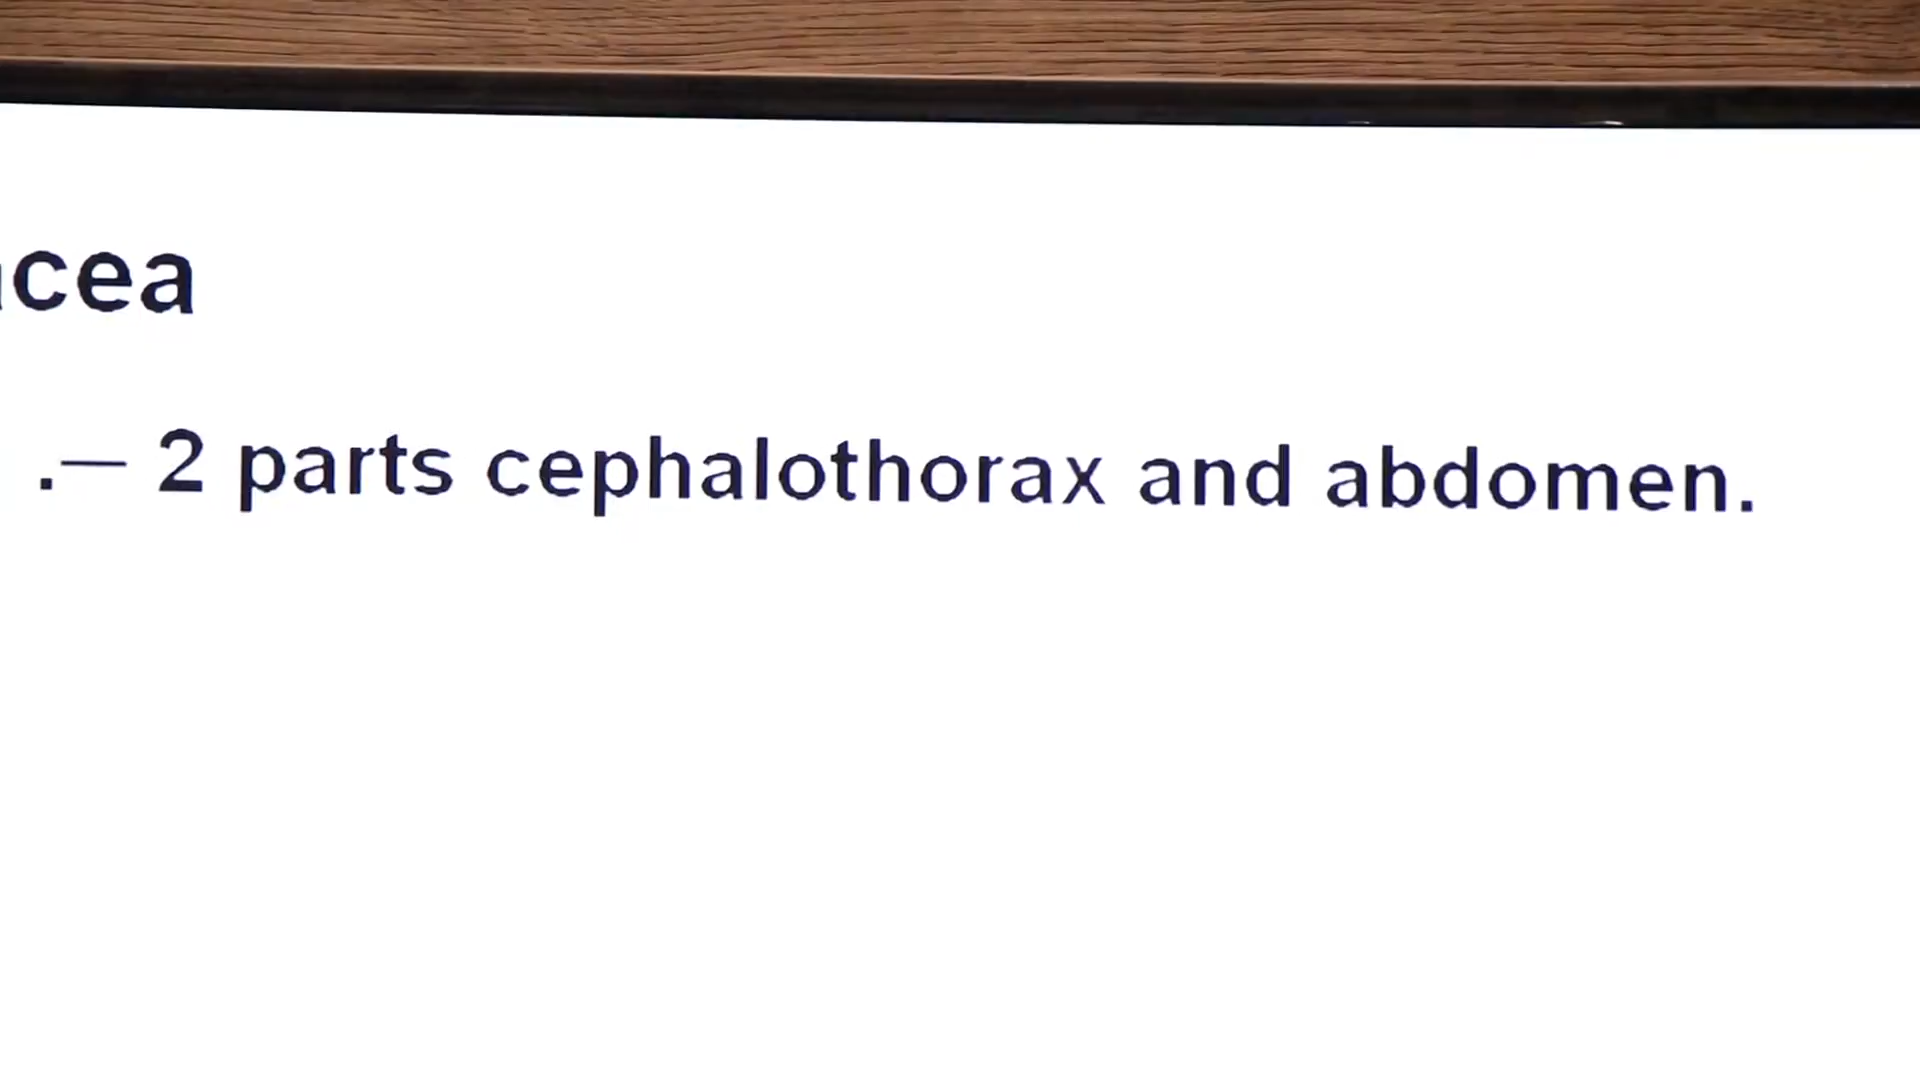 cea
.— 2 parts cephalothorax and abdomen.